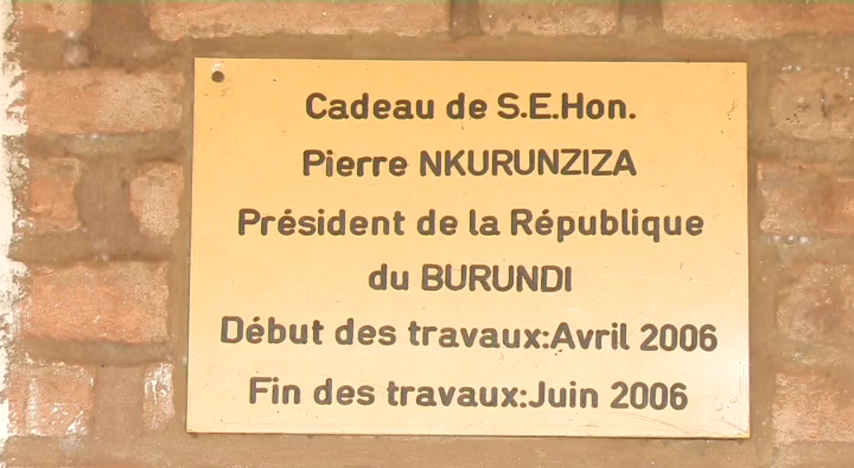 Cadeau de S.E.Hon.
Pierre NKURUNZIZA
Président de la République
du BURUNDI
Début des travaux:Avril 2006
Fin des travaux:Juin 2006